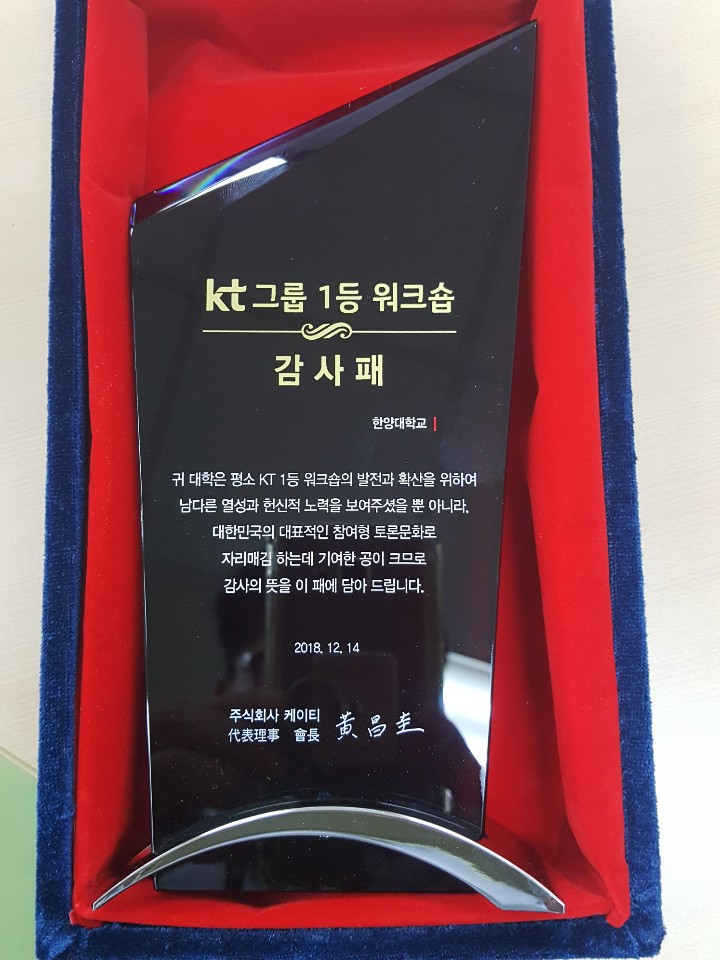 kt 그룹 1등 워크숍
감사패
한양대학교
귀 대학은 평소 KT 1등 워크숍의 발전과 확산을 위하여
남다른 열성과 헌신적 노력을 보여주셨을 뿐 아니라,
대한민국의 대표적인 참여형 토론문화로
자리매김 하는데 기여한 공이 크므로
감사의 뜻을 이 패에 담아 드립니다.
2018. 12. 14
주식회사 케이티
代表理事 會長 黃昌圭